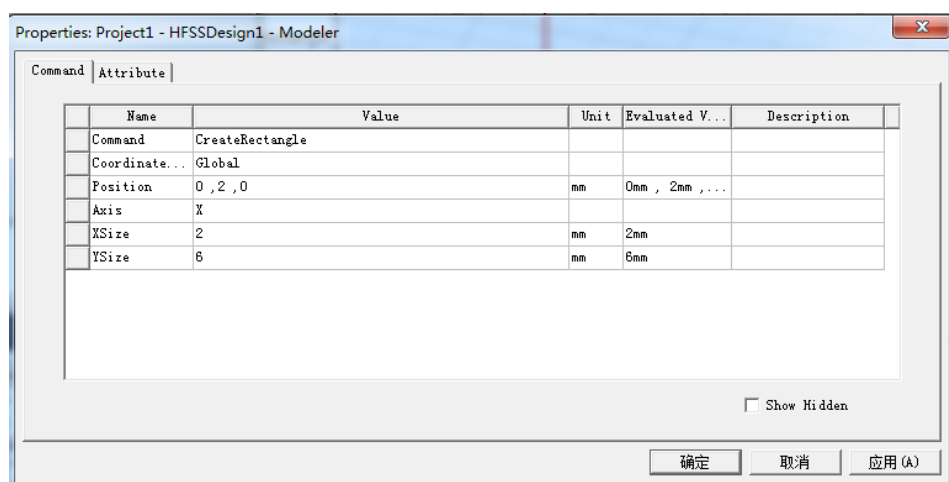 Properties: Project1 - HFSSDesign1 - Modeler
Command Attribute
Name Value Unit Evaluated V... Description
Command CreateRectangle
Coordinate... Global
Position 0 ,2 ,0 mm 0mm , 2mm ,...
Axis X
XSize 2 mm 2mm
YSize 6 mm 6mm
Show Hidden
确定 取消 应用(A)